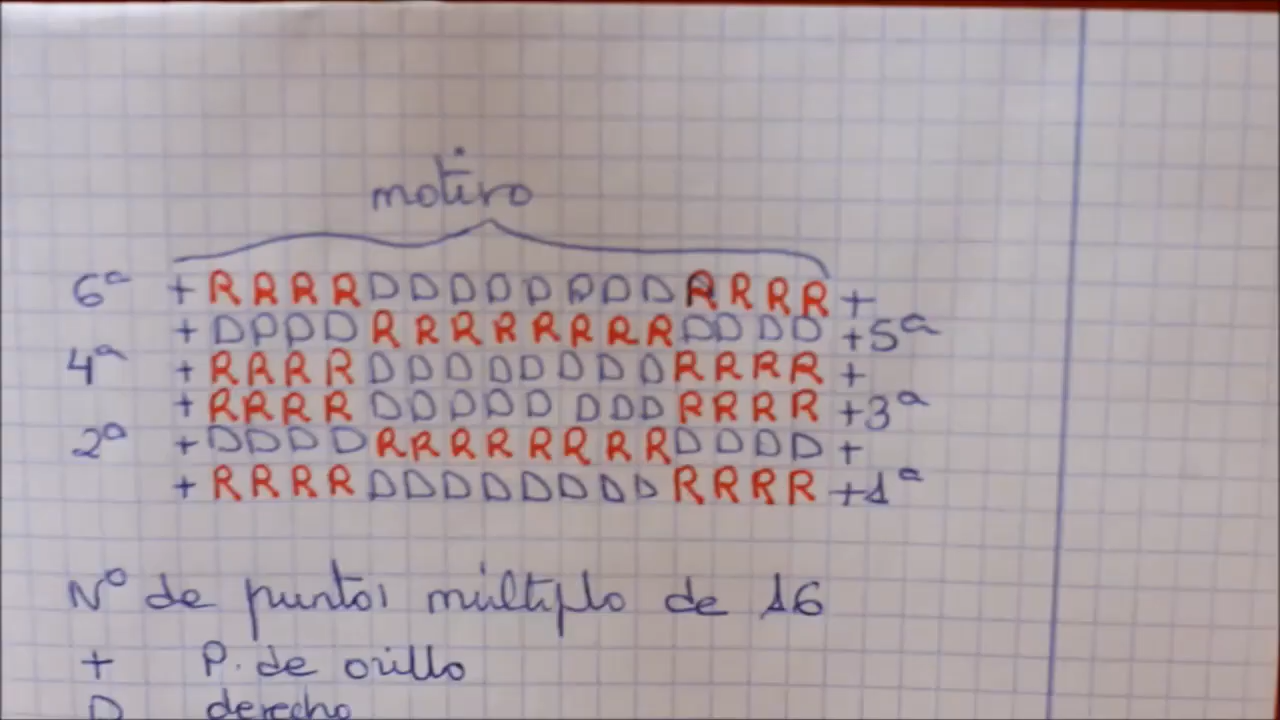 motivo
6ª + R R R R D D D D D D D D R R R R +
+ D D D D R R R R R R R R D D D D + 5ª
4ª + R R R R D D D D D D D D R R R R +
+ R R R R D D D D D D D D R R R R + 3ª
2ª + D D D D R R R R R R R R D D D D +
+ R R R R D D D D D D D D R R R R + 1ª
Nº de puntos múltiplo de 16
+ P. de orillo
D derecho